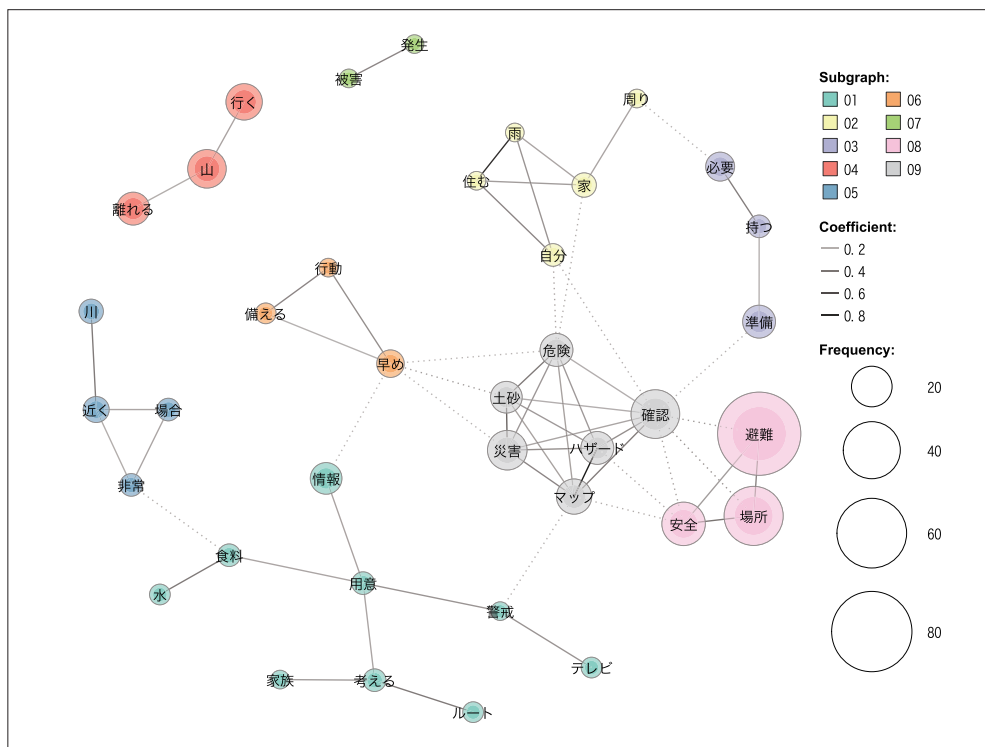 発生
被害
行く
山
離れる
周り
雨
住む
家
自分
必要
持つ
準備
行動
備える
早め
川
近く
場合
非常
危険
土砂
確認
災害
ハザード
マップ
避難
場所
安全
情報
食料
水
用意
警戒
テレビ
家族
考える
ルート
Subgraph:
01 06
02 07
03 08
04 09
05
Coefficient:
0. 2
0. 4
0. 6
0. 8
Frequency:
20
40
60
80